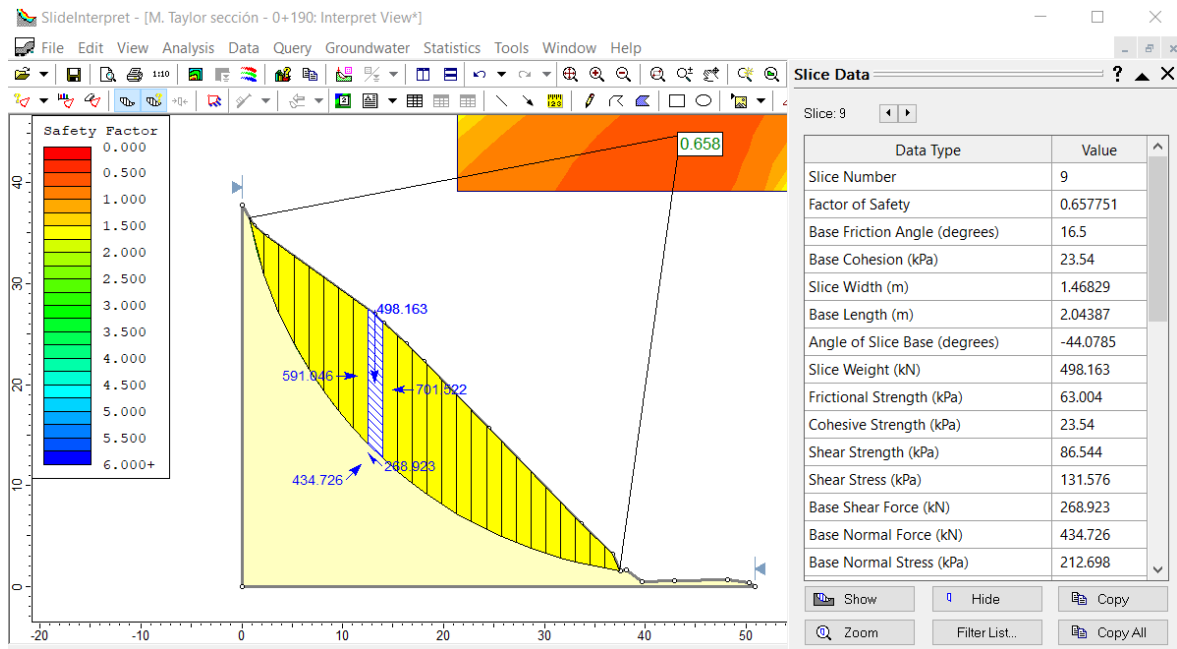 SlideInterpret - [M. Taylor sección - 0+190: Interpret View*]
File Edit View Analysis Data Query Groundwater Statistics Tools Window Help
1:10
Slice Data
Safety Factor
0.000
0.500
1.000
1.500
2.000
2.500
3.000
3.500
4.000
4.500
5.000
5.500
6.000+
0.658
498.163
591.046
701.522
268.923
434.726
40
30
20
10
0
-20 -10 0 10 20 30 40 50
Slice: 9
Data Type Value
Slice Number 9
Factor of Safety 0.657751
Base Friction Angle (degrees) 16.5
Base Cohesion (kPa) 23.54
Slice Width (m) 1.46829
Base Length (m) 2.04387
Angle of Slice Base (degrees) -44.0785
Slice Weight (kN) 498.163
Frictional Strength (kPa) 63.004
Cohesive Strength (kPa) 23.54
Shear Strength (kPa) 86.544
Shear Stress (kPa) 131.576
Base Shear Force (kN) 268.923
Base Normal Force (kN) 434.726
Base Normal Stress (kPa) 212.698
Show Hide Copy
Zoom Filter List... Copy All